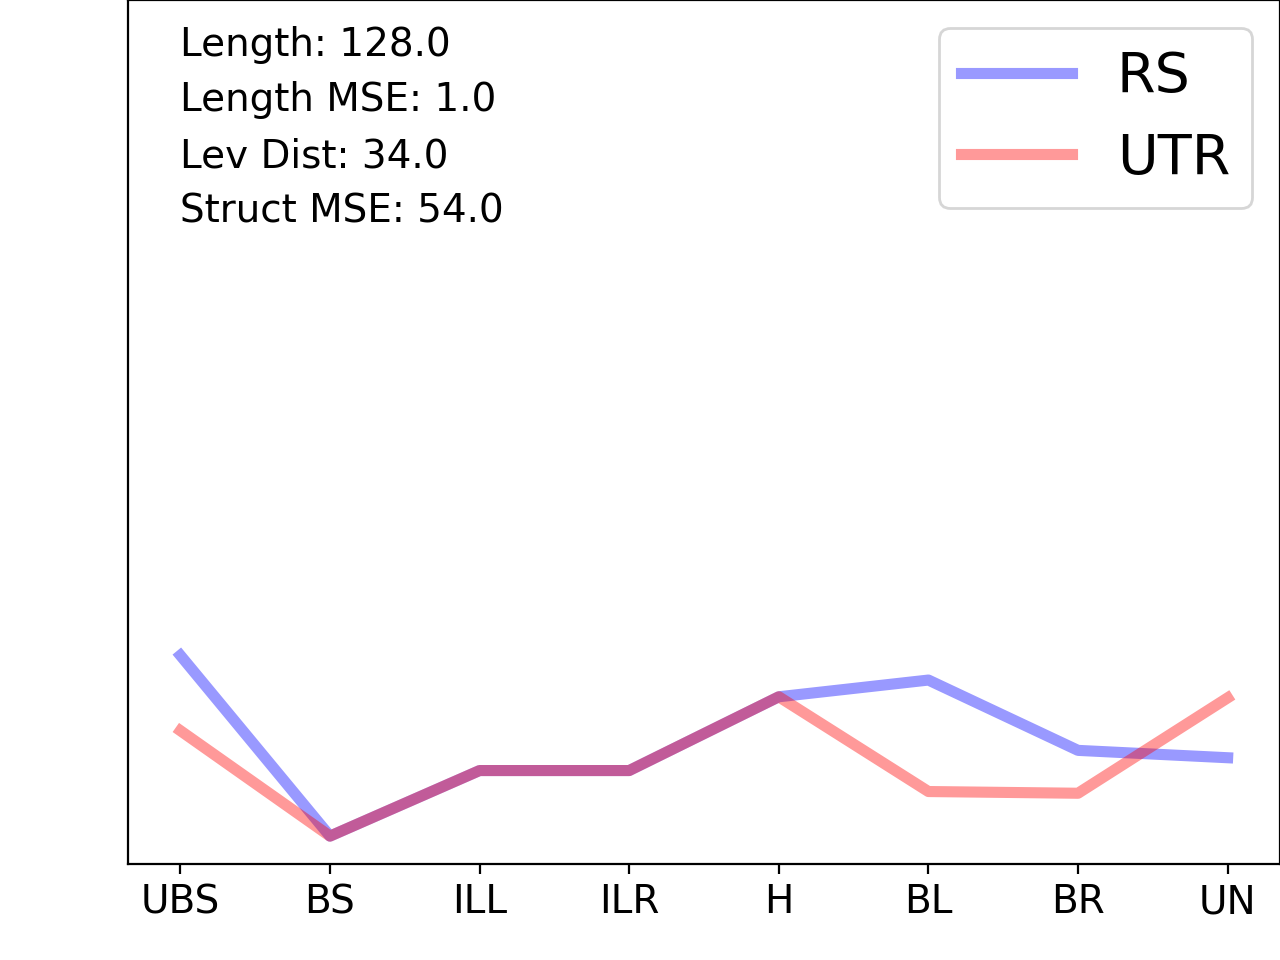 Length: 128.0
Length MSE: 1.0
Lev Dist: 34.0
Struct MSE: 54.0
RS
UTR
UBS BS ILL ILR H BL BR UN